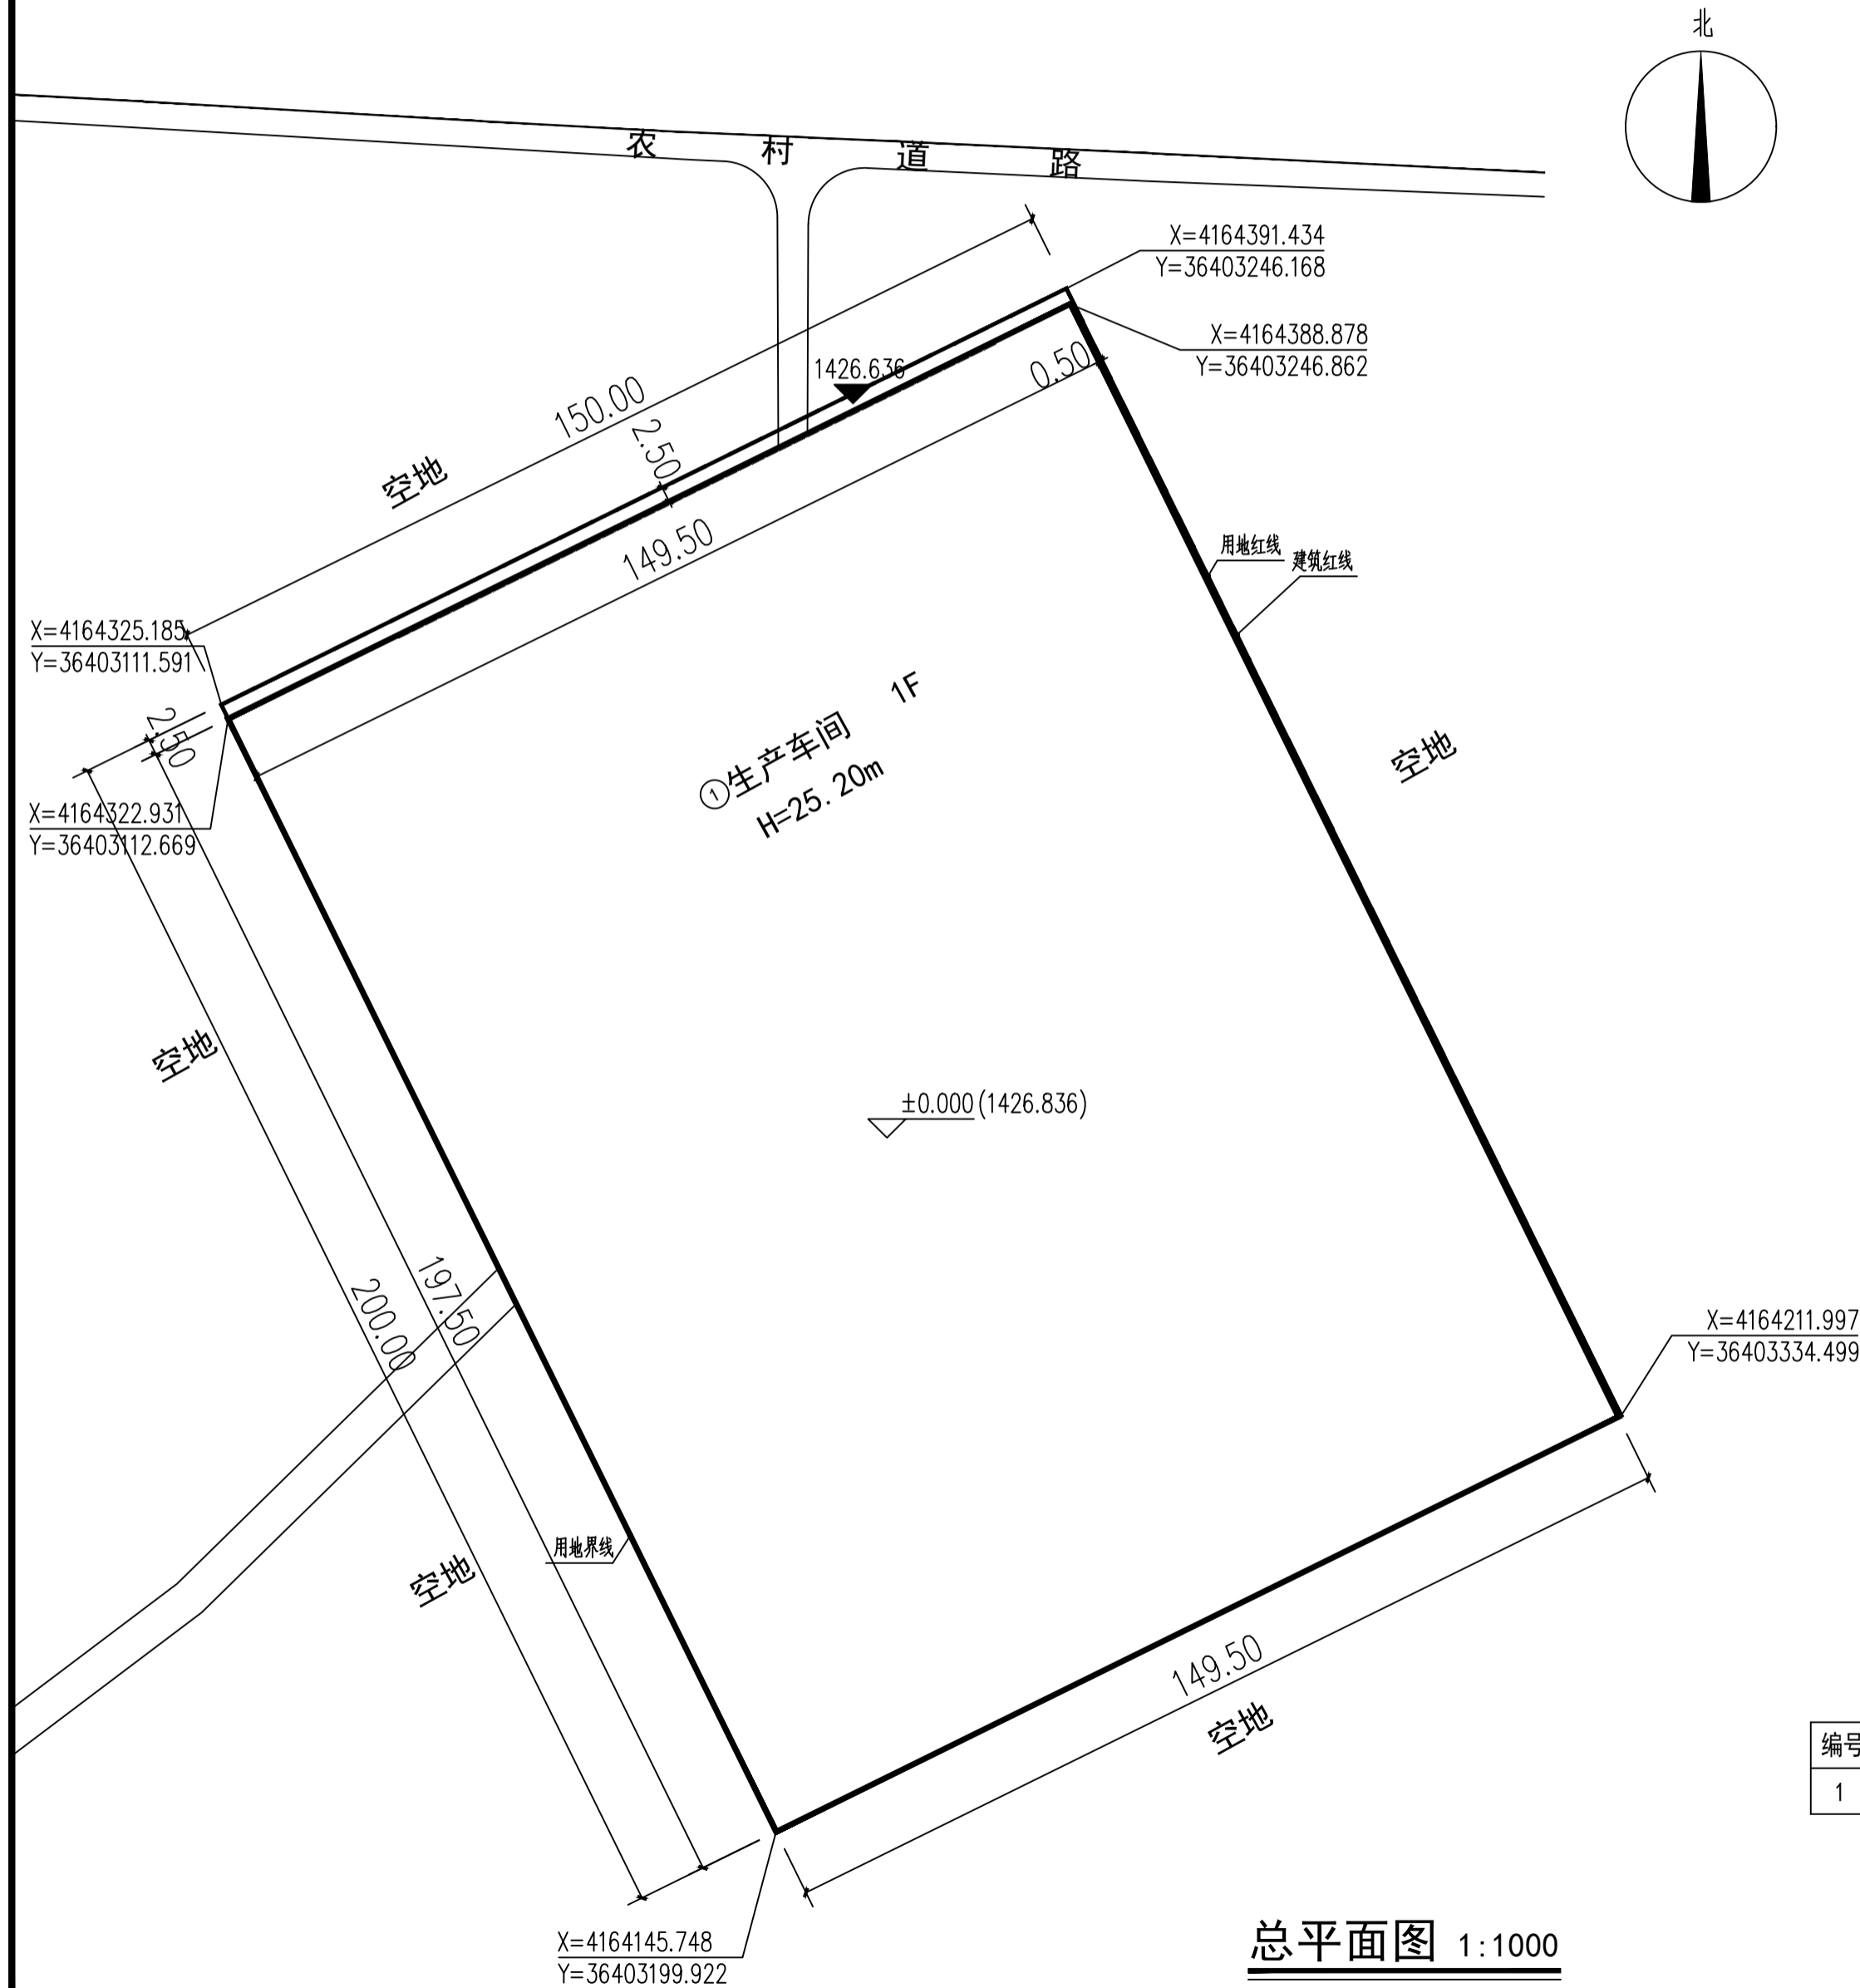 北
农村道路
X=4164391.434
Y=36403246.168
X=4164388.878
Y=36403246.862
1426.636
0.50
150.00
2.50
空地
149.50
用地红线
建筑红线
X=4164325.185
Y=36403111.591
2.50
①生产车间 1F
H=25.20m
空地
X=4164322.931
Y=36403112.669
空地
±0.000(1426.836)
197.50
200.00
X=4164211.997
Y=36403334.499
用地界线
空地
149.50
空地
编号
1
X=4164145.748
Y=36403199.922
总平面图 1:1000